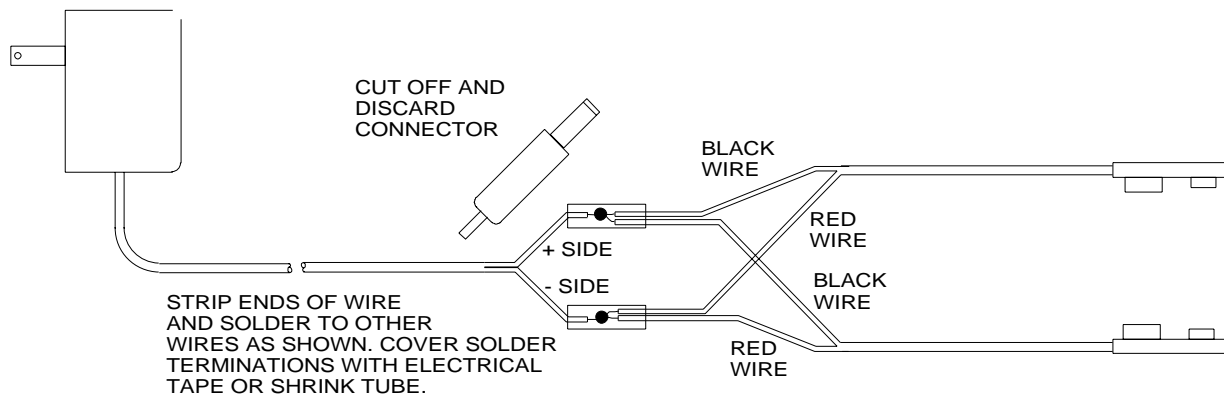 CUT OFF AND
DISCARD
CONNECTOR
BLACK
WIRE
RED
WIRE
+ SIDE
- SIDE
BLACK
WIRE
STRIP ENDS OF WIRE
AND SOLDER TO OTHER
WIRES AS SHOWN. COVER SOLDER
TERMINATIONS WITH ELECTRICAL
TAPE OR SHRINK TUBE.
RED
WIRE